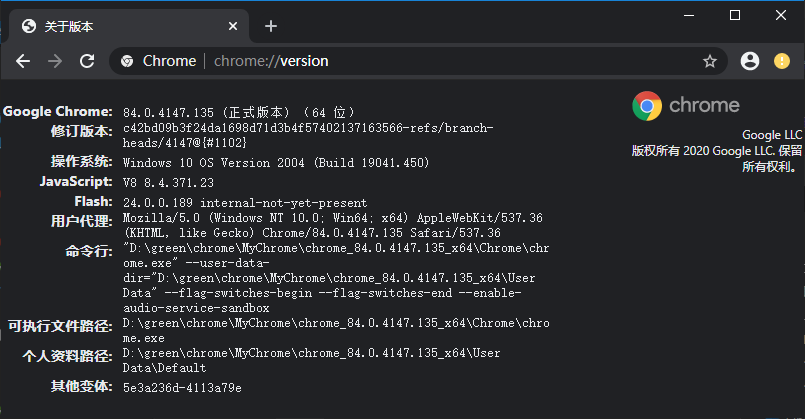 关于版本
Chrome | chrome://version
chrome
Google LLC
版权所有 2020 Google LLC. 保留
所有权利。
Google Chrome: 84.0.4147.135 (正式版本) (64 位)
修订版本: c42bd09b3f24da1698d71d3b4f57402137163566-refs/branch-
heads/4147@{#1102}
操作系统: Windows 10 OS Version 2004 (Build 19041.450)
JavaScript: V8 8.4.371.23
Flash: 24.0.0.189 internal-not-yet-present
用户代理: Mozilla/5.0 (Windows NT 10.0; Win64; x64) AppleWebKit/537.36
(KHTML, like Gecko) Chrome/84.0.4147.135 Safari/537.36
命令行: "D:\green\chrome\MyChrome\chrome_84.0.4147.135_x64\Chrome\chr
ome.exe" --user-data-
dir="D:\green\chrome\MyChrome\chrome_84.0.4147.135_x64\User
Data" --flag-switches-begin --flag-switches-end --enable-
audio-service-sandbox
可执行文件路径: D:\green\chrome\MyChrome\chrome_84.0.4147.135_x64\Chrome\chro
me.exe
个人资料路径: D:\green\chrome\MyChrome\chrome_84.0.4147.135_x64\User
Data\Default
其他变体: 5e3a236d-4113a79e